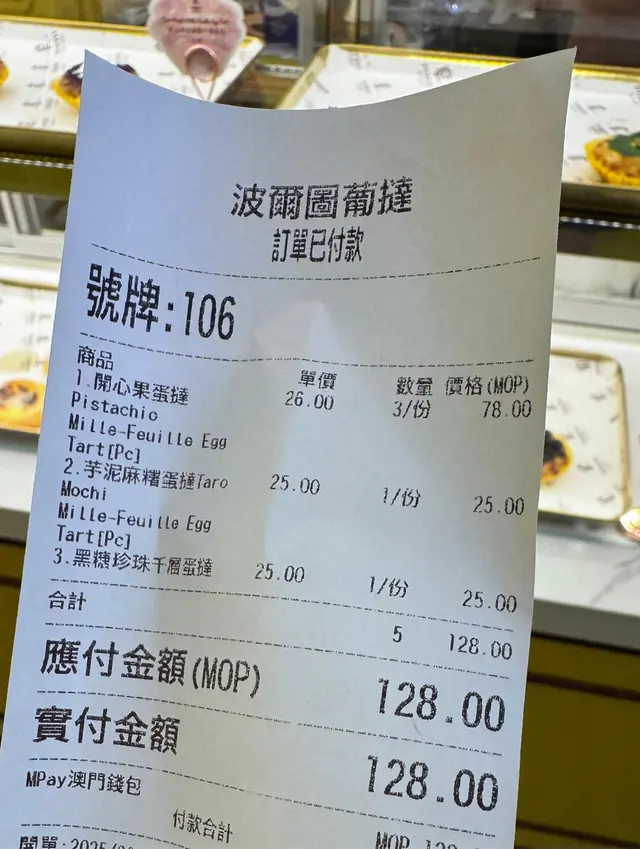 波爾圖葡撻
訂單已付款
號牌:106
商品 單價 數量 價格(MOP)
1.開心果蛋撻 26.00 3/份 78.00
Pistachio
Mille-Feuille Egg
Tart[Pc]
2.芋泥麻糬蛋撻Taro 25.00 1/份 25.00
Mochi
Mille-Feuille Egg
Tart[Pc]
3.黑糖珍珠千層蛋撻 25.00 1/份 25.00
合計 5 128.00
應付金額(MOP) 128.00
實付金額 128.00
MPay澳門錢包
付款合計 MOP 128
開單:2025/